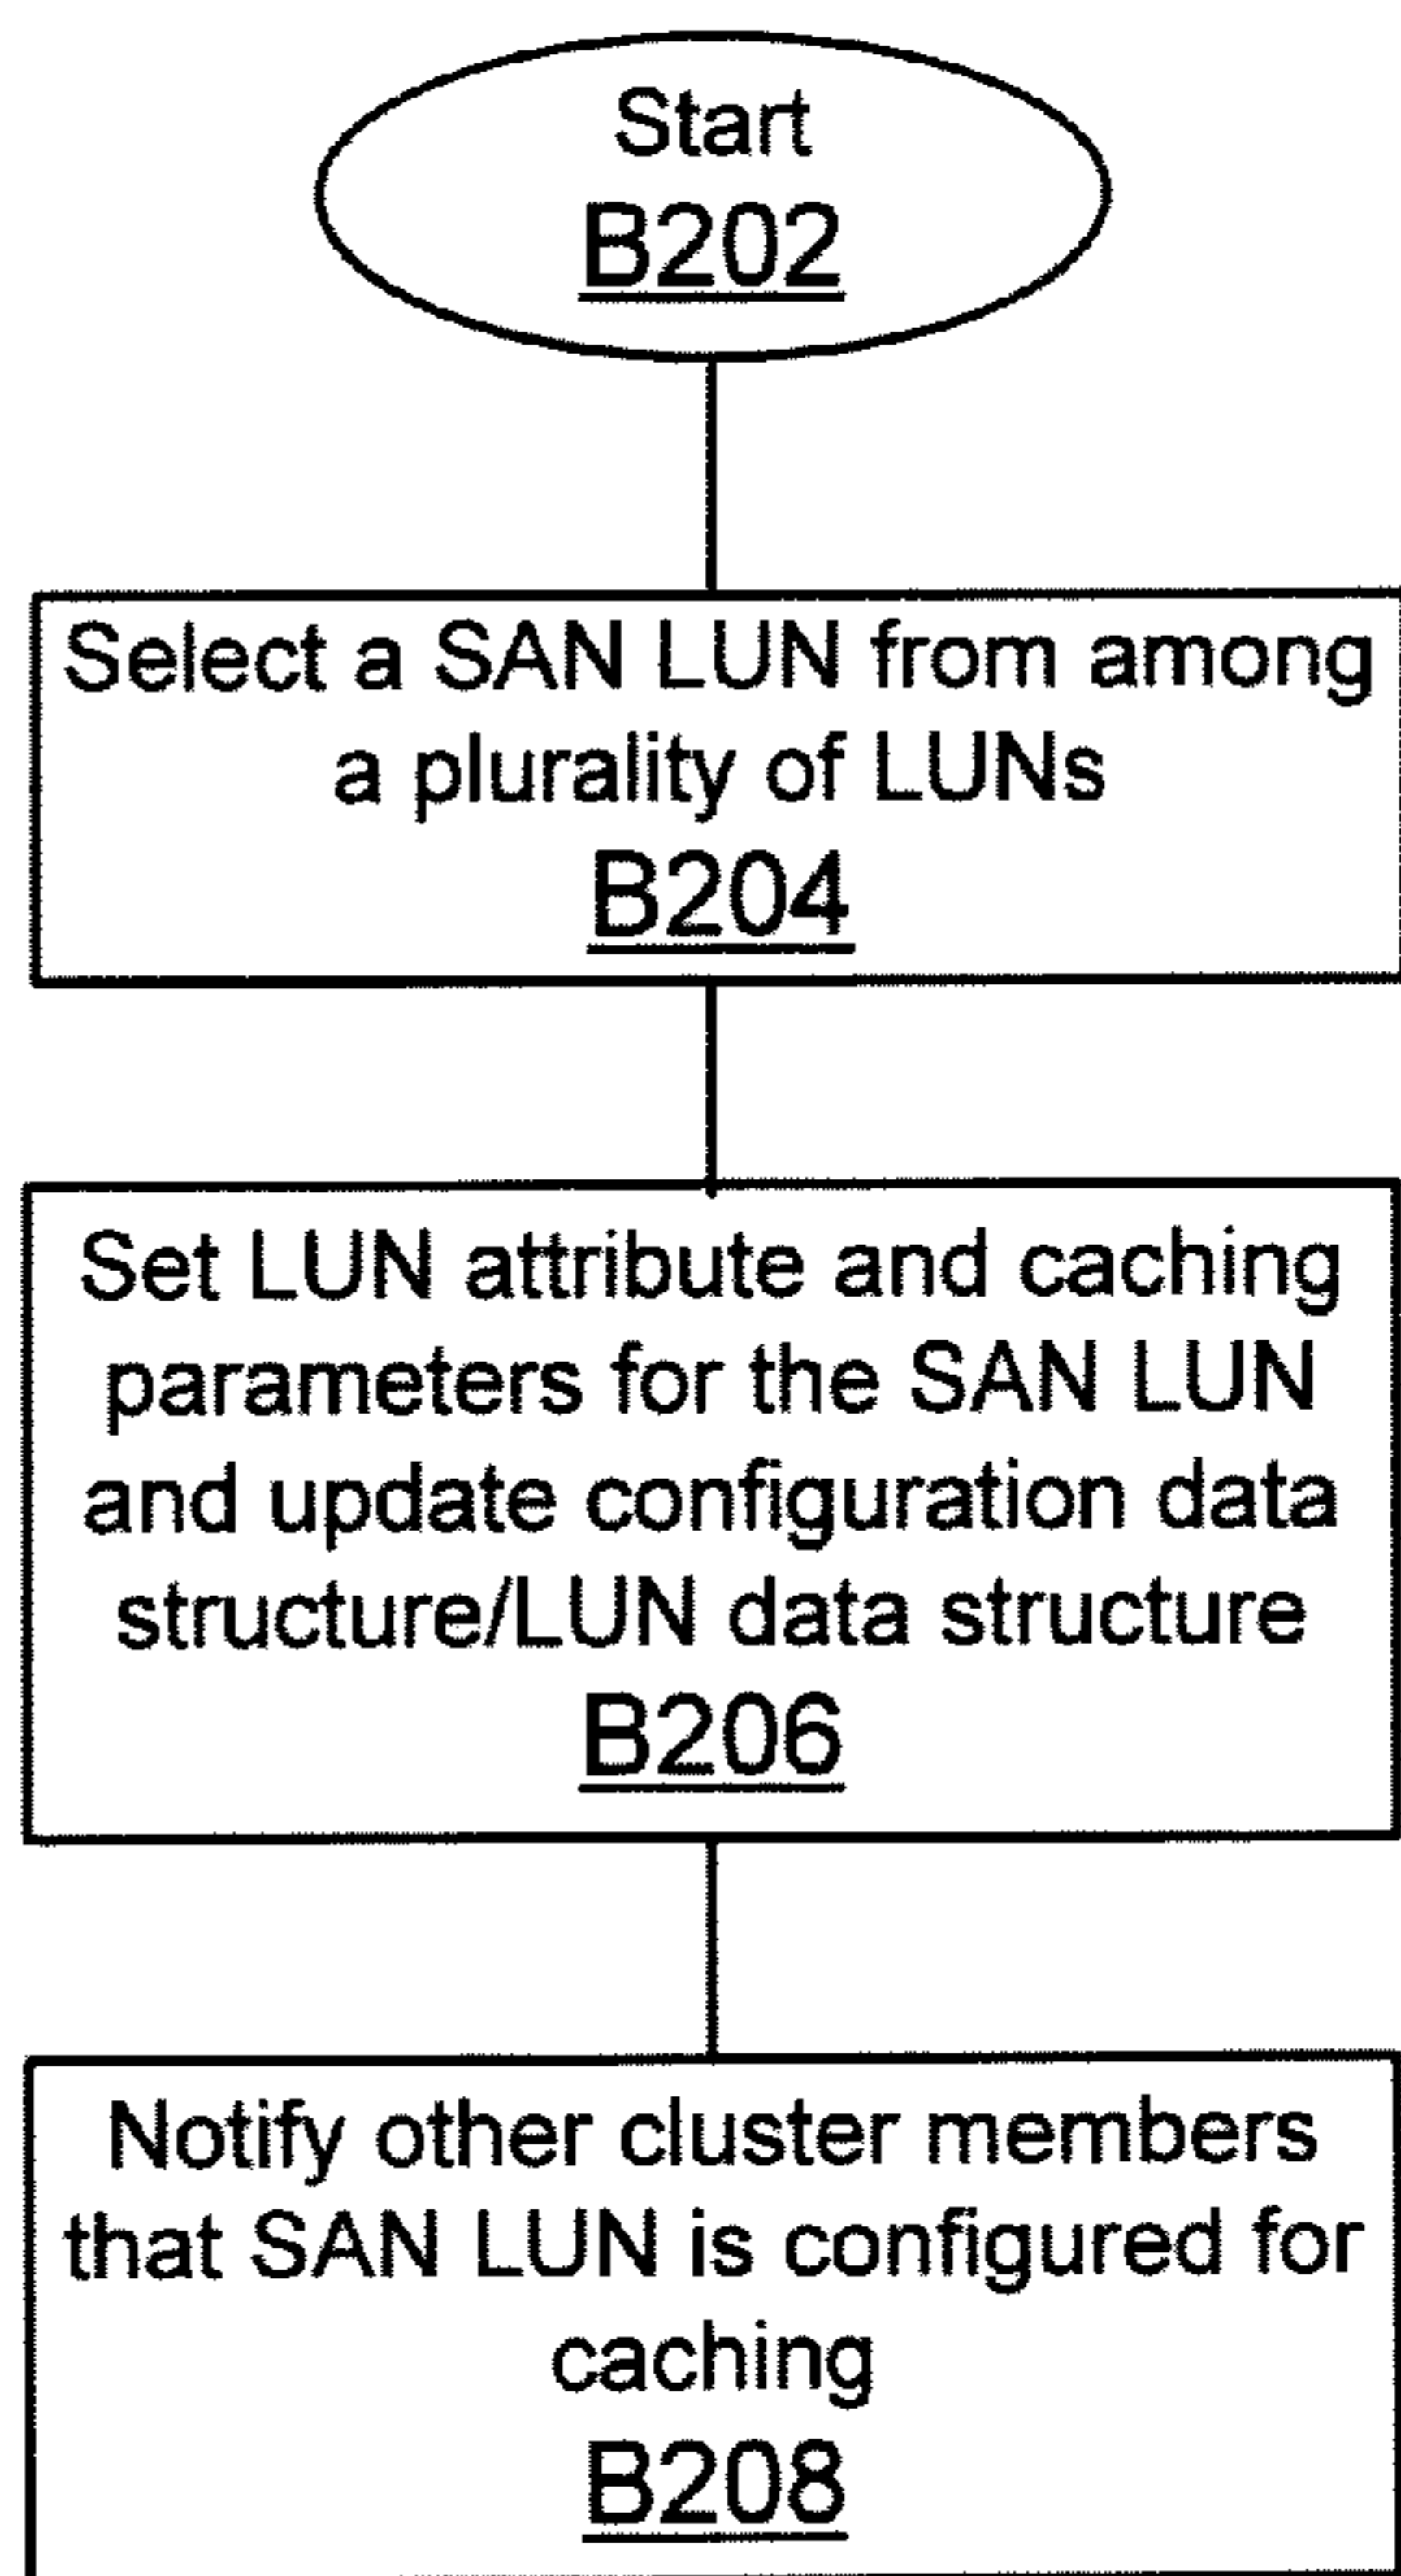 Start
B202
Select a SAN LUN from among
a plurality of LUNs
B204
Set LUN attribute and caching
parameters for the SAN LUN
and update configuration data
structure/LUN data structure
B206
Notify other cluster members
that SAN LUN is configured for
caching
B208